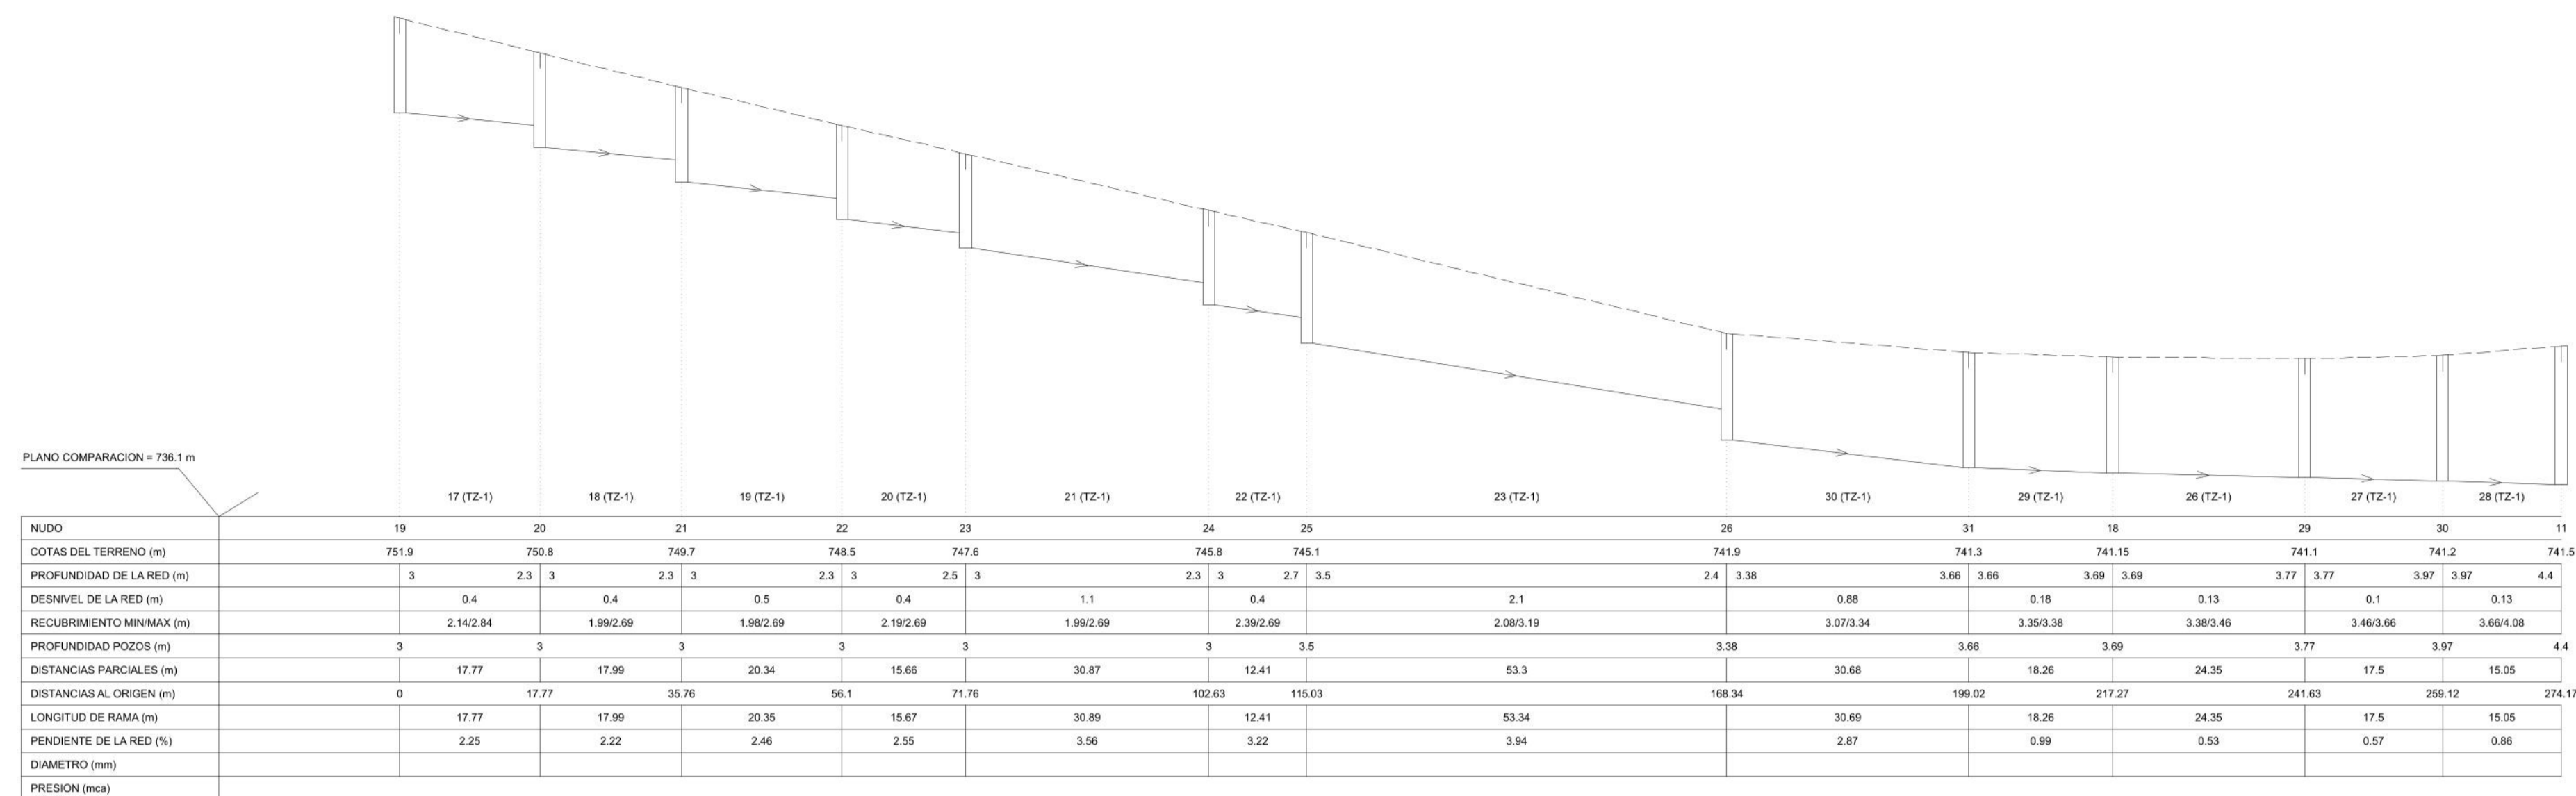 PLANO COMPARACION = 736.1 m
17 (TZ-1) 18 (TZ-1) 19 (TZ-1) 20 (TZ-1) 21 (TZ-1) 22 (TZ-1) 23 (TZ-1) 30 (TZ-1) 29 (TZ-1) 26 (TZ-1) 27 (TZ-1) 28 (TZ-1)
NUDO 19 20 21 22 23 24 25 26 31 18 29 30 11
COTAS DEL TERRENO (m) 751.9 750.8 749.7 748.5 747.6 745.8 745.1 741.9 741.3 741.15 741.1 741.2 741.5
PROFUNDIDAD DE LA RED (m) 3 2.3 3 2.3 3 2.3 3 2.5 3 2.3 3 2.7 3.5 2.4 3.38 3.66 3.66 3.69 3.69 3.77 3.77 3.97 3.97 4.4
DESNIVEL DE LA RED (m) 0.4 0.4 0.5 0.4 1.1 0.4 2.1 0.88 0.18 0.13 0.1 0.13
RECUBRIMIENTO MIN/MAX (m) 2.14/2.84 1.99/2.69 1.98/2.69 2.19/2.69 1.99/2.69 2.39/2.69 2.08/3.19 3.07/3.34 3.35/3.38 3.38/3.46 3.46/3.66 3.66/4.08
PROFUNDIDAD POZOS (m) 3 3 3 3 3 3 3.5 3.38 3.66 3.69 3.77 3.97 4.4
DISTANCIAS PARCIALES (m) 17.77 17.99 20.34 15.66 30.87 12.41 53.3 30.68 18.26 24.35 17.5 15.05
DISTANCIAS AL ORIGEN (m) 0 17.77 35.76 56.1 71.76 102.63 115.03 168.34 199.02 217.27 241.63 259.12 274.17
LONGITUD DE RAMA (m) 17.77 17.99 20.35 15.67 30.89 12.41 53.34 30.69 18.26 24.35 17.5 15.05
PENDIENTE DE LA RED (%) 2.25 2.22 2.46 2.55 3.56 3.22 3.94 2.87 0.99 0.53 0.57 0.86
DIAMETRO (mm)
PRESION (mca)